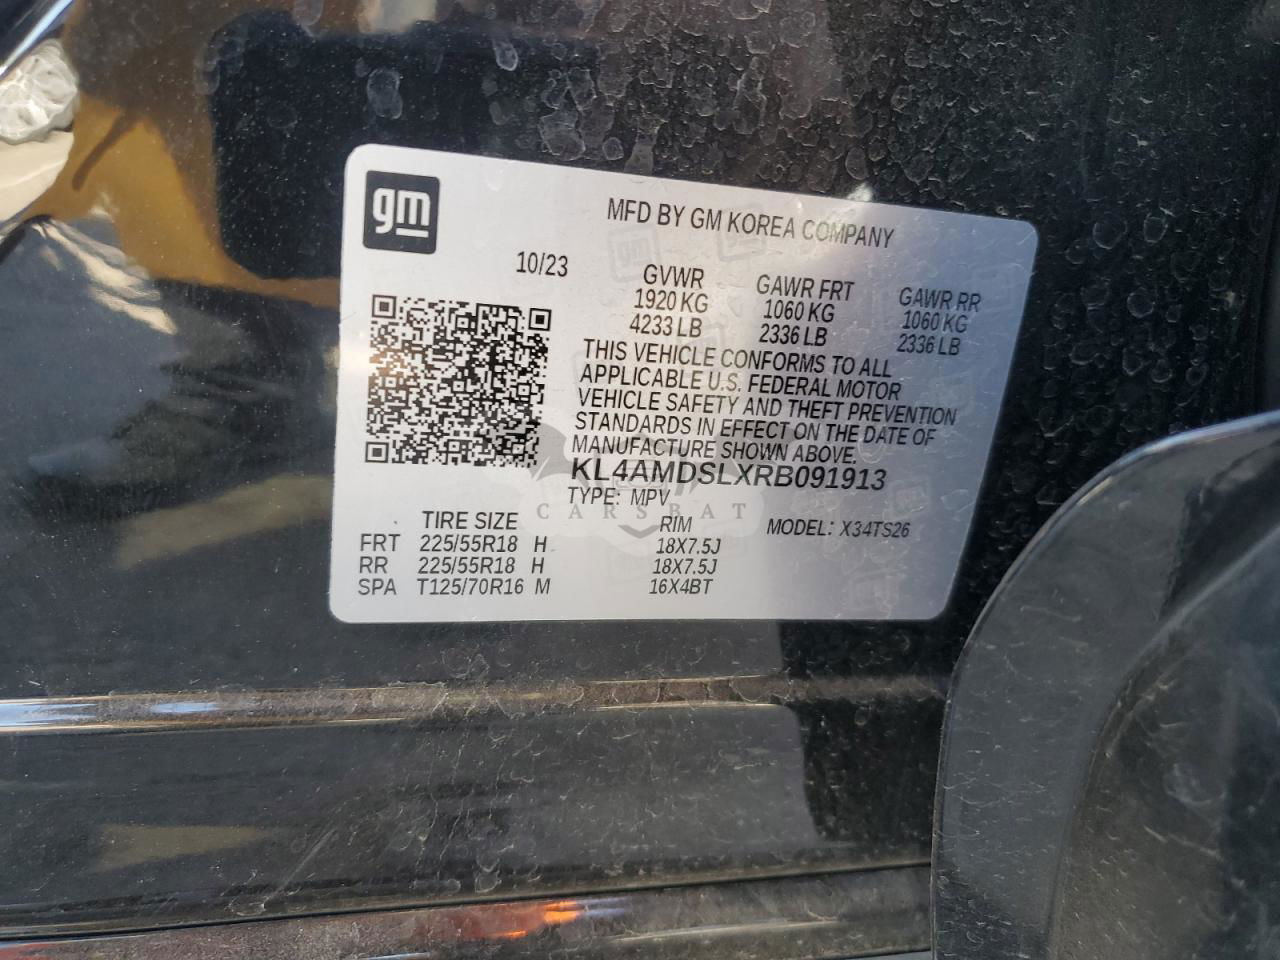 gm
MFD BY GM KOREA COMPANY
10/23
GVWR GAWR FRT GAWR RR
1920 KG 1060 KG 1060 KG
4233 LB 2336 LB 2336 LB
THIS VEHICLE CONFORMS TO ALL
APPLICABLE U.S. FEDERAL MOTOR
VEHICLE SAFETY AND THEFT PREVENTION
STANDARDS IN EFFECT ON THE DATE OF
MANUFACTURE SHOWN ABOVE.
KL4AMDSLXRB091913
TYPE: MPV
CARSBAT
TIRE SIZE RIM MODEL: X34TS26
FRT 225/55R18 H 18X7.5J
RR 225/55R18 H 18X7.5J
SPA T125/70R16 M 16X4BT